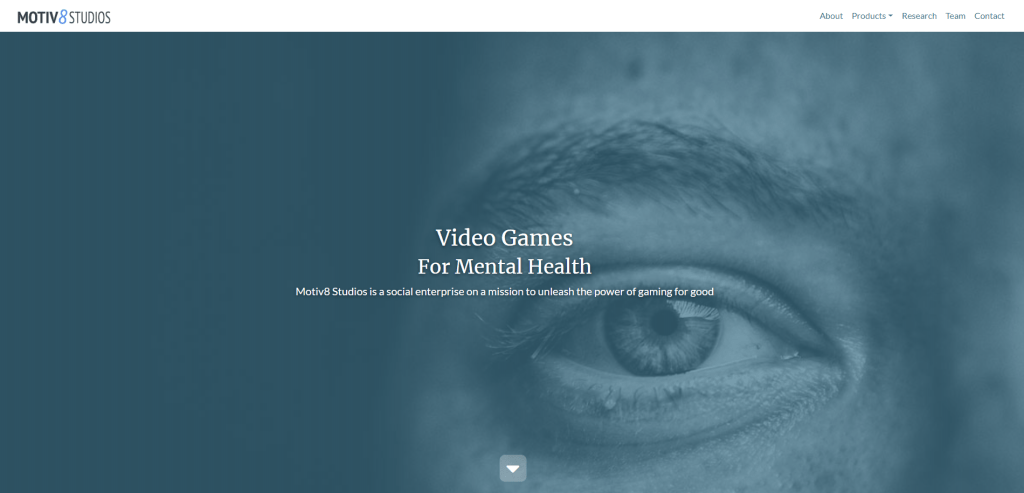 MOTIV8 STUDIOS
About Products Research Team Contact
Video Games
For Mental Health
Motiv8 Studios is a social enterprise on a mission to unleash the power of gaming for good